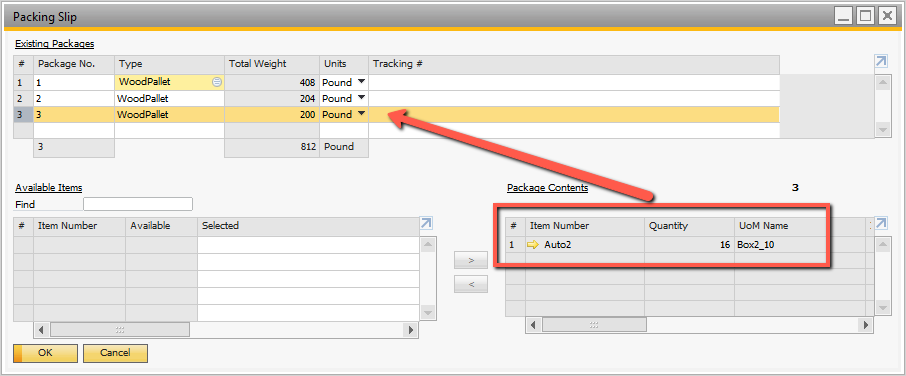 Packing Slip
Existing Packages
# Package No. Type Total Weight Units Tracking #
1 1 WoodPallet 408 Pound
2 2 WoodPallet 204 Pound
3 3 WoodPallet 200 Pound
3 812 Pound
Available Items
Find
# Item Number Available Selected
Package Contents 3
# Item Number Quantity UoM Name
1 Auto2 16 Box2_10
>
<
OK Cancel